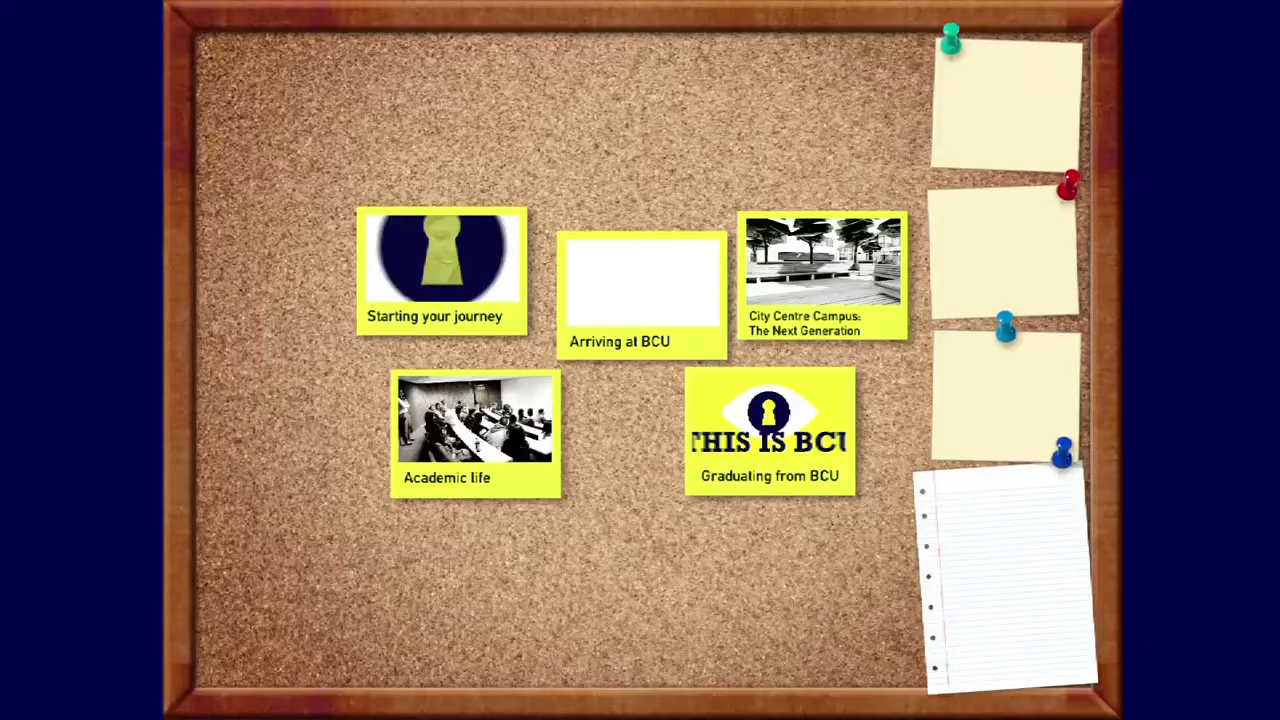 Starting your journey
Arriving at BCU
City Centre Campus:
The Next Generation
Academic life
THIS IS BCU
Graduating from BCU